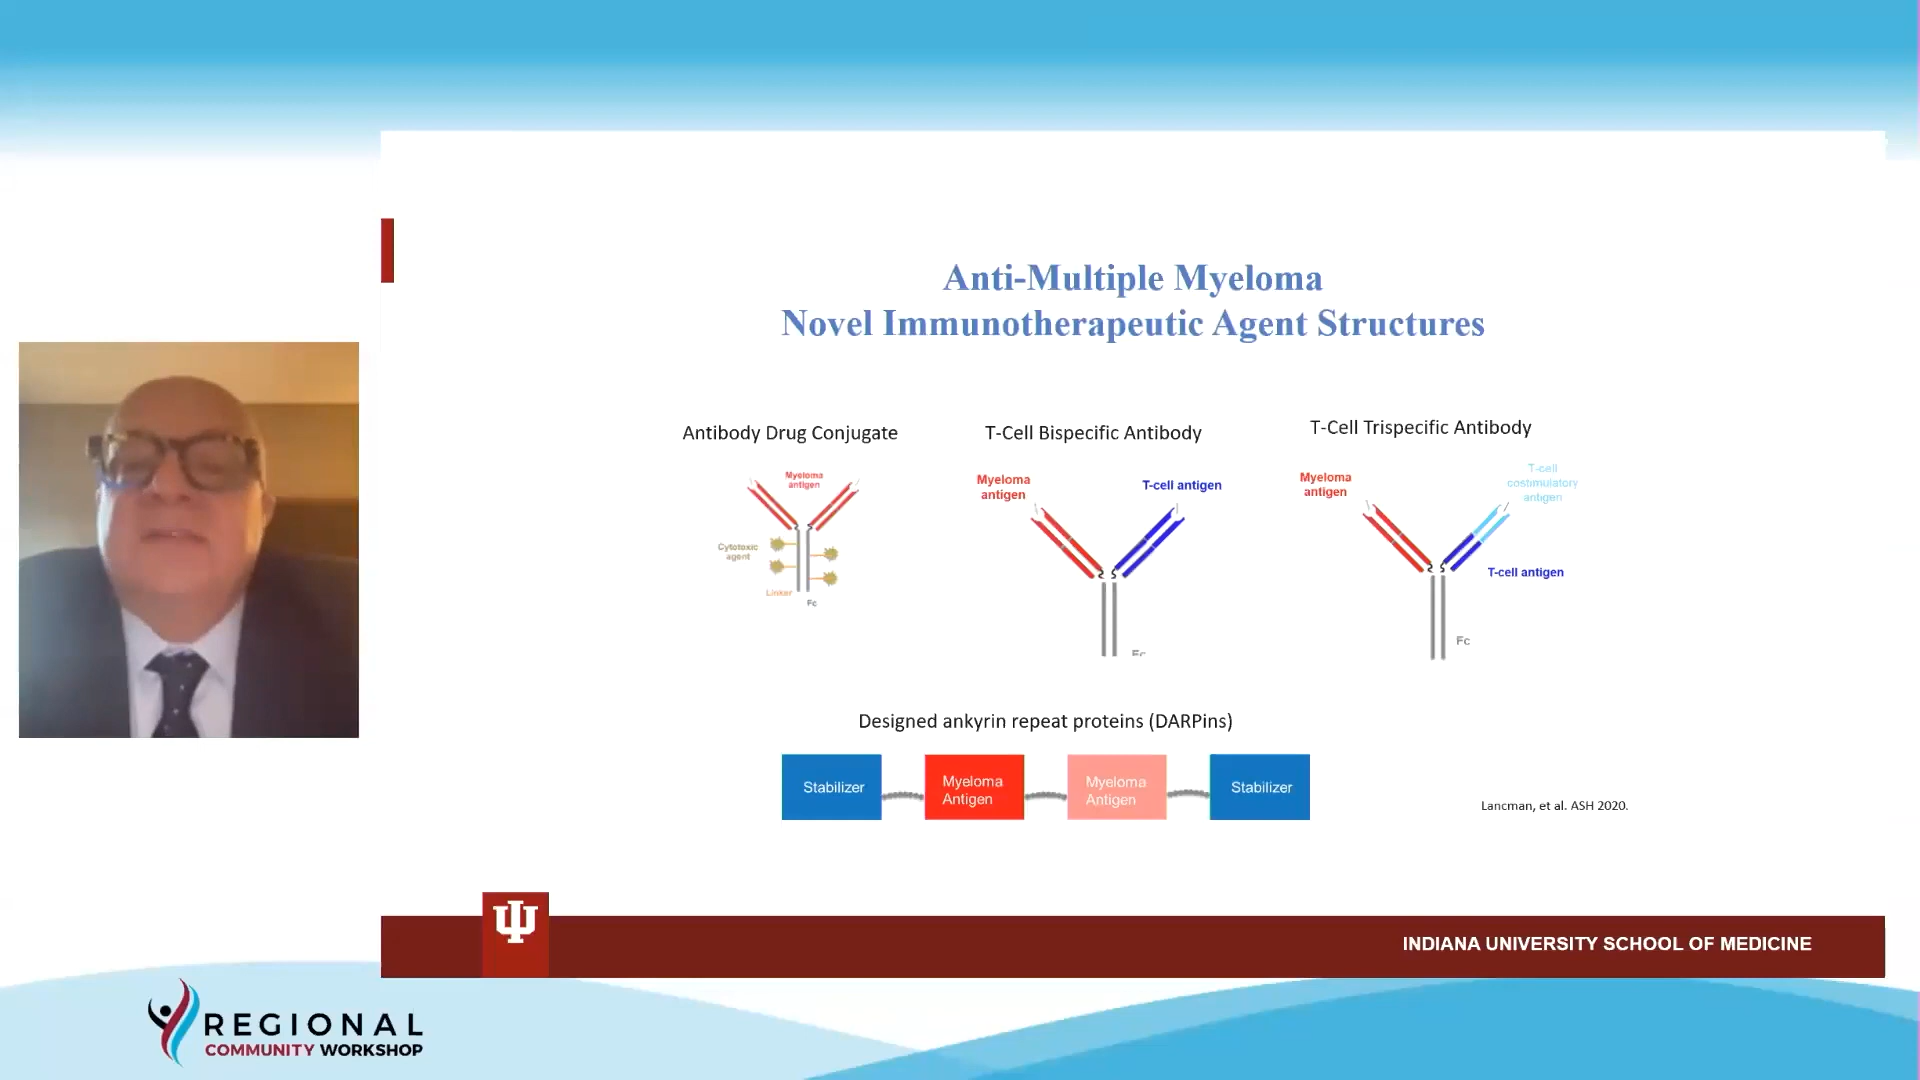 Anti-Multiple Myeloma
Novel Immunotherapeutic Agent Structures
Antibody Drug Conjugate
Myeloma
antigen
Cytotoxic
agent
Linker
Fc
T-Cell Bispecific Antibody
Myeloma
antigen
T-cell antigen
Fc
T-Cell Trispecific Antibody
Myeloma
antigen
T-cell
costimulatory
antigen
T-cell antigen
Fc
Designed ankyrin repeat proteins (DARPins)
Stabilizer
Myeloma
Antigen
Myeloma
Antigen
Stabilizer
Lancman, et al. ASH 2020.
INDIANA UNIVERSITY SCHOOL OF MEDICINE
REGIONAL
COMMUNITY WORKSHOP